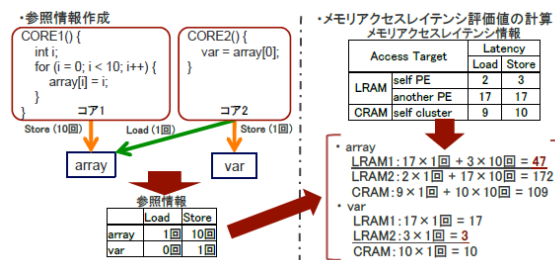 ・参照情報作成
CORE1() {
int i;
for (i = 0; i < 10; i++) {
array[i] = i;
}
}
コア1
CORE2() {
var = array[0];
}
コア2
Store (10回)
Load (1回)
Store (1回)
array
var
参照情報
Load Store
array 1回 10回
var 0回 1回
・メモリアクセスレイテンシ評価値の計算
メモリアクセスレイテンシ情報
Access Target Latency
Load Store
LRAM self PE 2 3
another PE 17 17
CRAM self cluster 9 10
・ array
LRAM1:17×1回 + 3×10回 = 47
LRAM2:2×1回 + 17×10回 = 172
CRAM:9×1回 + 10×10回 = 109
・ var
LRAM1:17×1回 = 17
LRAM2:3×1回 = 3
CRAM:10×1回 = 10